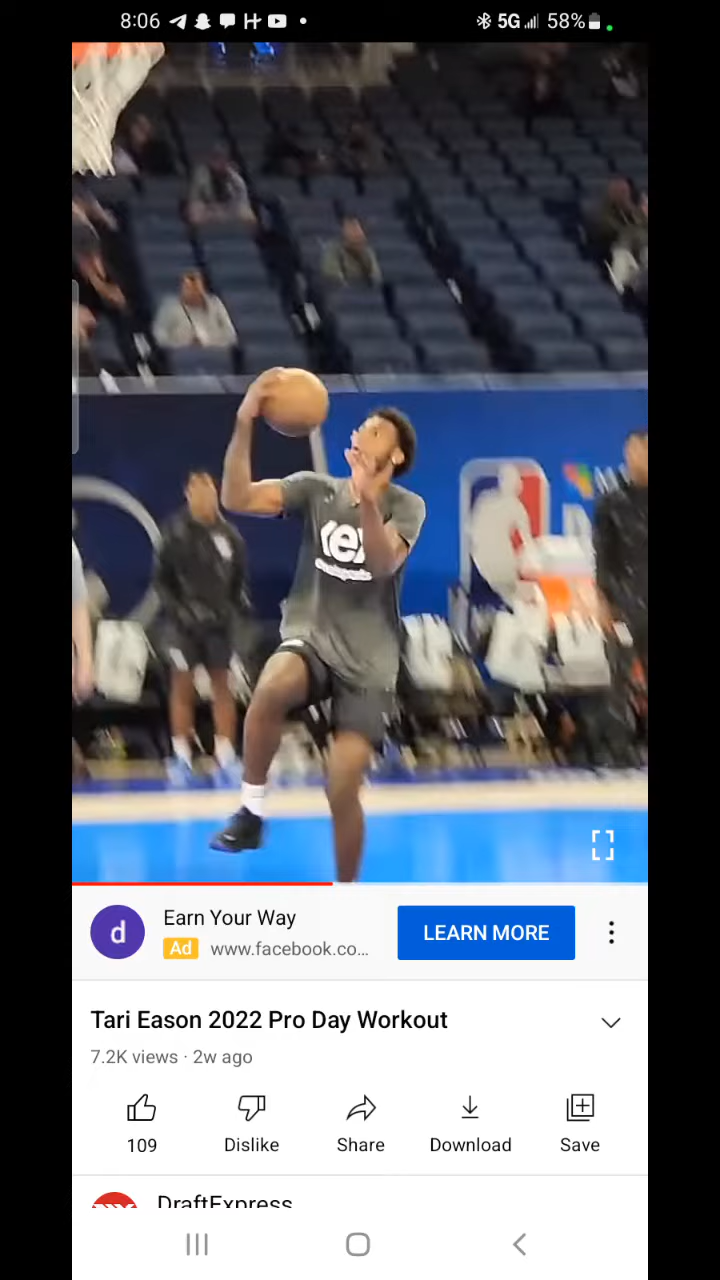 8:06
5G 58%
Earn Your Way
LEARN MORE
d
Ad www.facebook.co...
Tari Eason 2022 Pro Day Workout
7.2K views · 2w ago
109 Dislike Share Download Save
DraftExpress